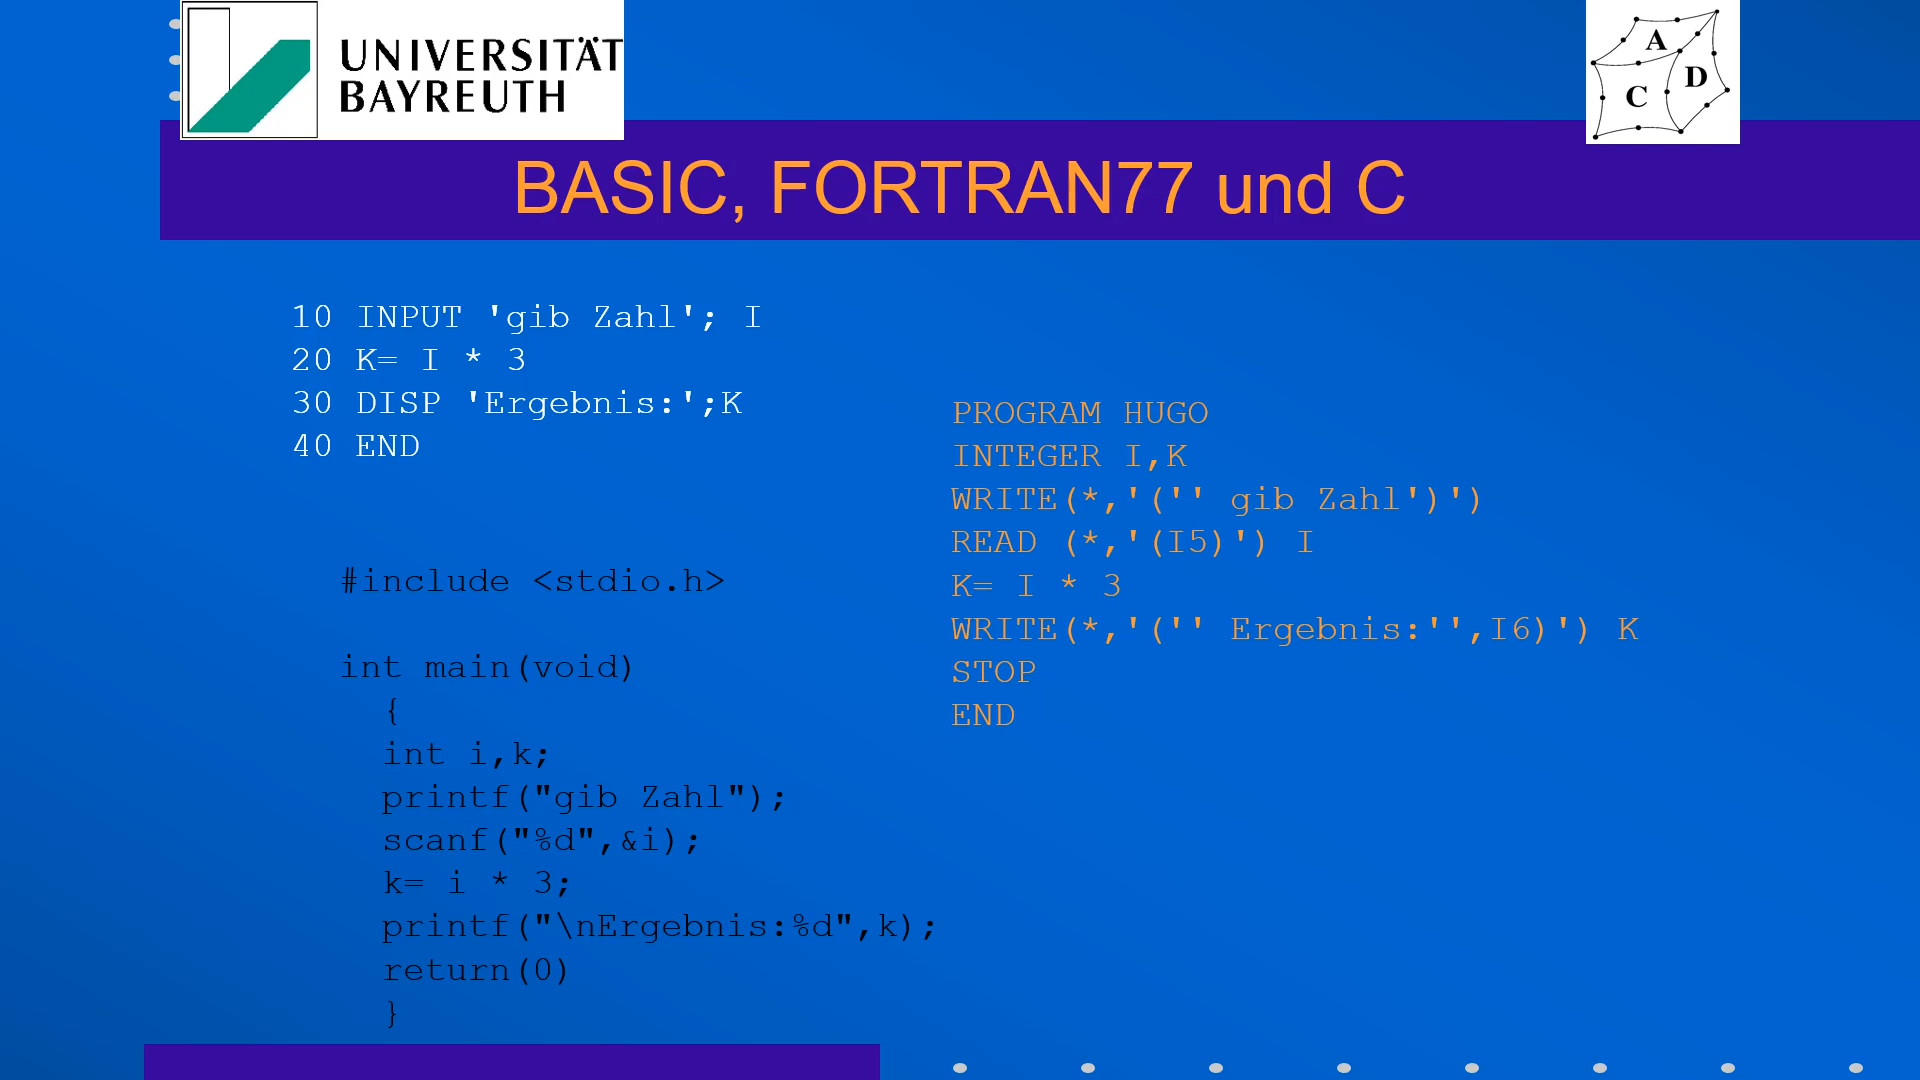 UNIVERSITÄT
BAYREUTH
A
D
C
BASIC, FORTRAN77 und C
10 INPUT 'gib Zahl'; I
20 K= I * 3
30 DISP 'Ergebnis:';K
40 END
#include <stdio.h>
int main(void)
{
int i,k;
printf("gib Zahl");
scanf("%d",&i);
k= i * 3;
printf("\nErgebnis:%d",k);
return(0)
}
PROGRAM HUGO
INTEGER I,K
WRITE(*,'('' gib Zahl')')
READ (*,'(I5)') I
K= I * 3
WRITE(*,'('' Ergebnis:'',I6)') K
STOP
END